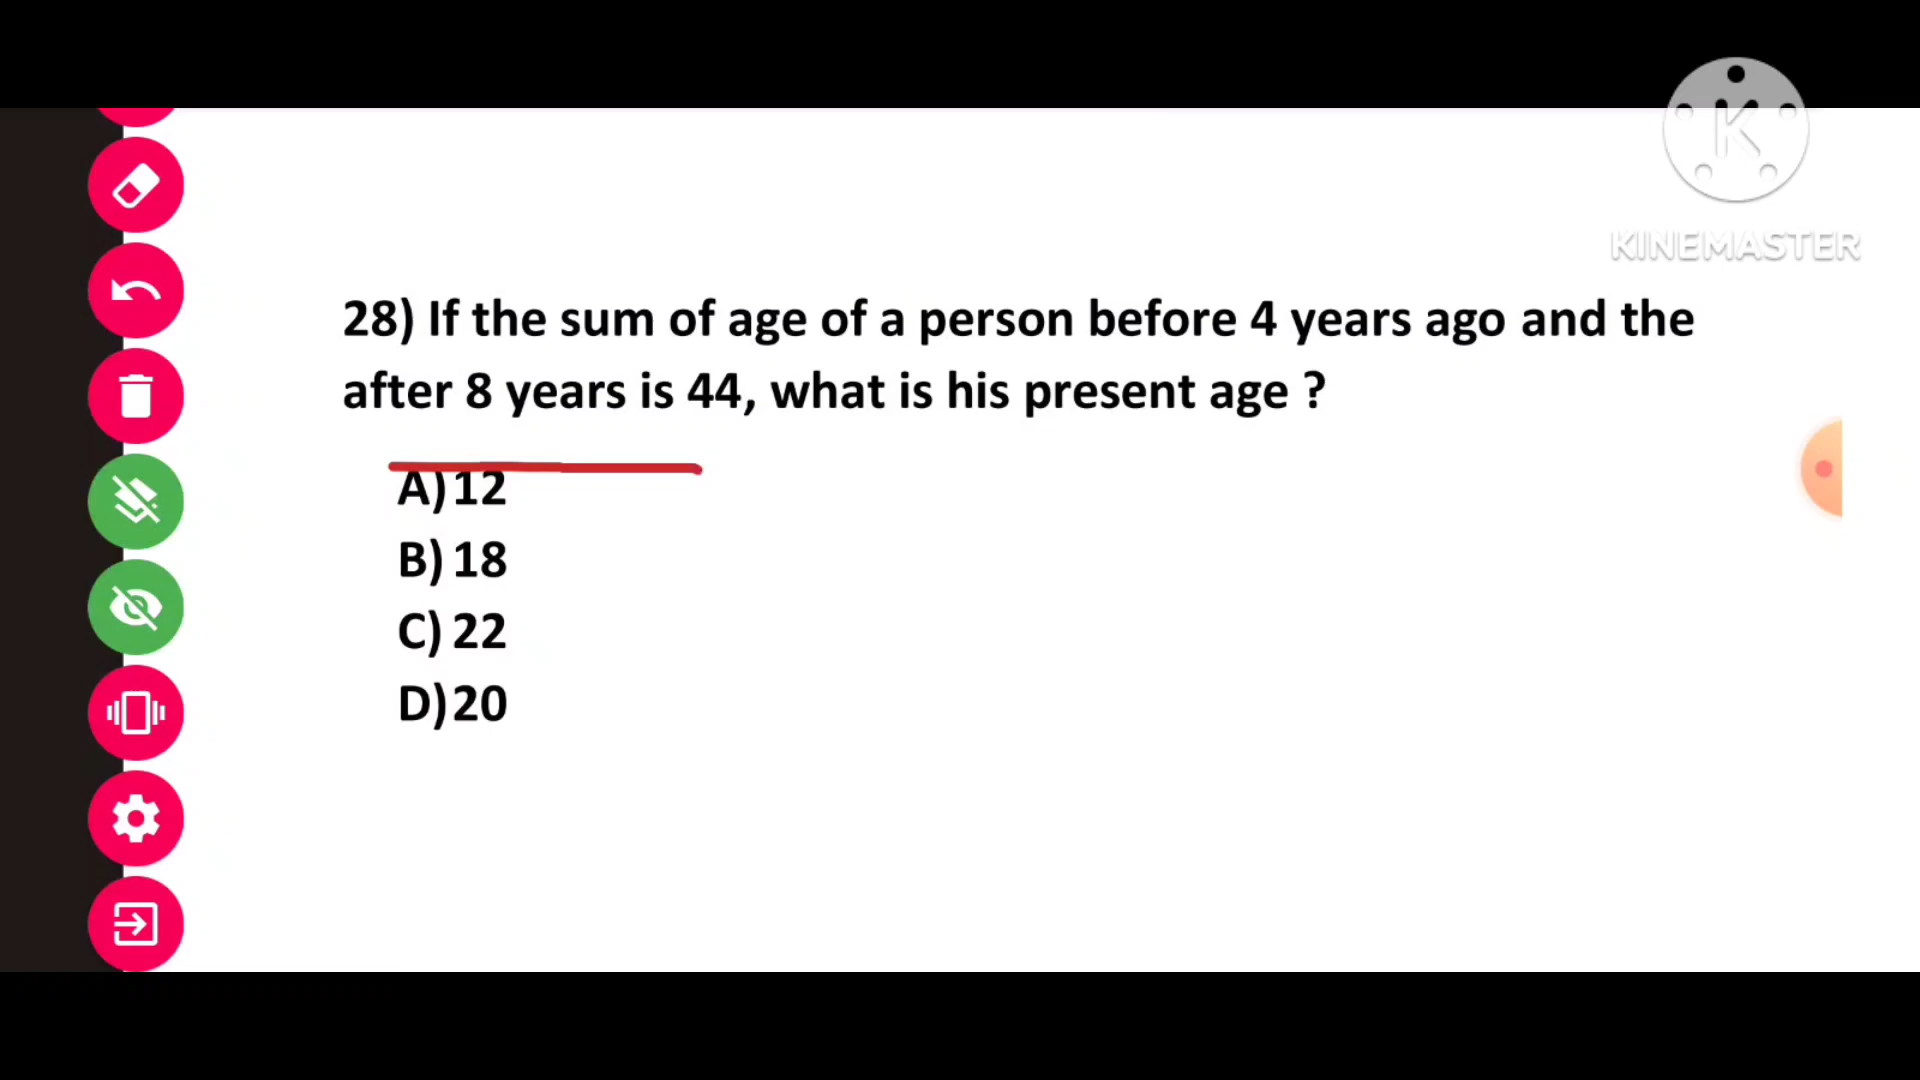 K
KINEMASTER
28) If the sum of age of a person before 4 years ago and the
after 8 years is 44, what is his present age ?
A) 12
B) 18
C) 22
D) 20